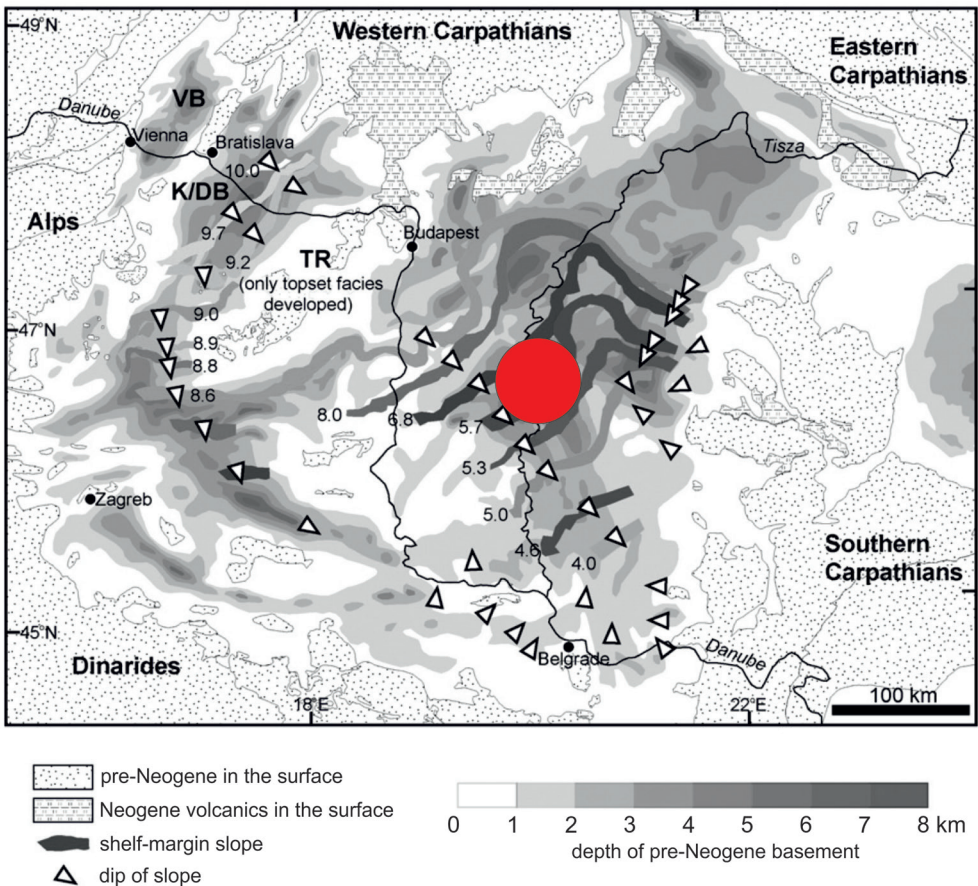 49°N
Western Carpathians
Eastern
Carpathians
VB
Danube
Vienna
Bratislava
Tisza
10.0
K/DB
Alps
9.7
Budapest
TR
9.2
(only topset facies
developed)
9.0
47°N
8.9
8.8
8.6
8.0
6.8
5.7
5.3
Zagreb
5.0
4.6
4.0
Southern
Carpathians
45°N
Dinarides
Belgrade
Danube
18°E
22°E
100 km
pre-Neogene in the surface
Neogene volcanics in the surface
shelf-margin slope
dip of slope
0 1 2 3 4 5 6 7 8 km
depth of pre-Neogene basement